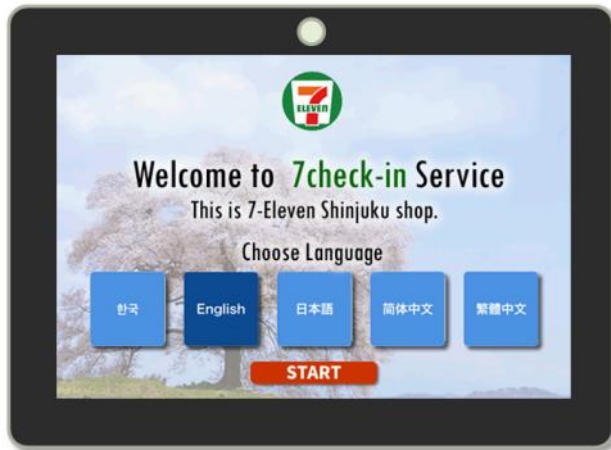 7
ELEVEN
Welcome to 7check-in Service
This is 7-Eleven Shinjuku shop.
Choose Language
한국
English
日本語
简体中文
繁體中文
START